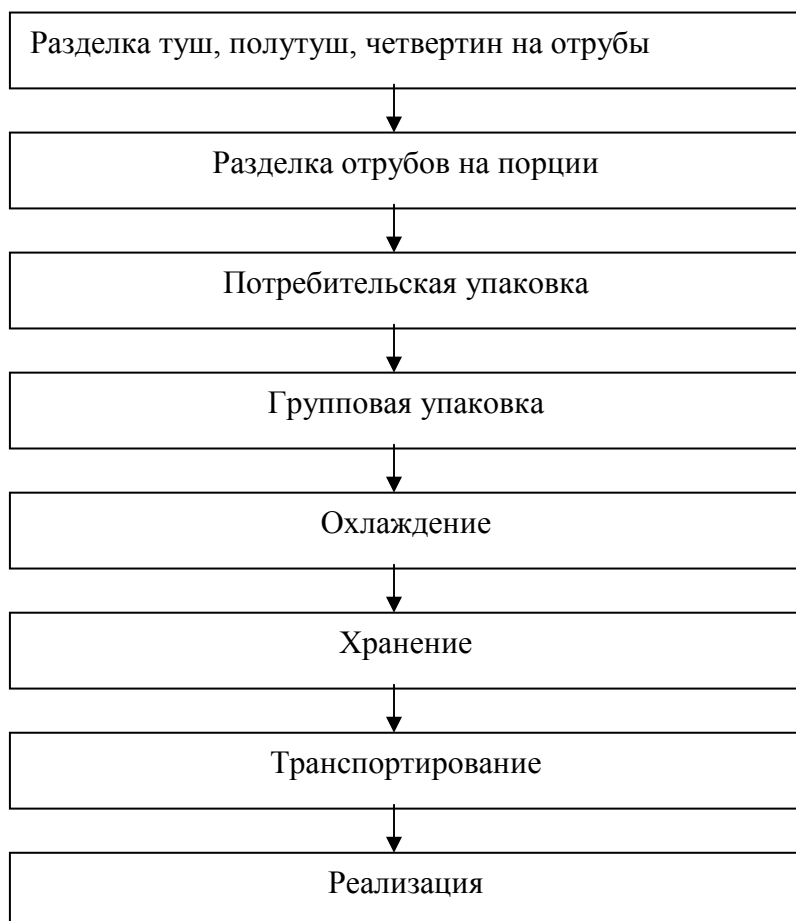 Разделка туш, полутуш, четвертин на отрубы
Разделка отрубов на порции
Потребительская упаковка
Групповая упаковка
Охлаждение
Хранение
Транспортирование
Реализация